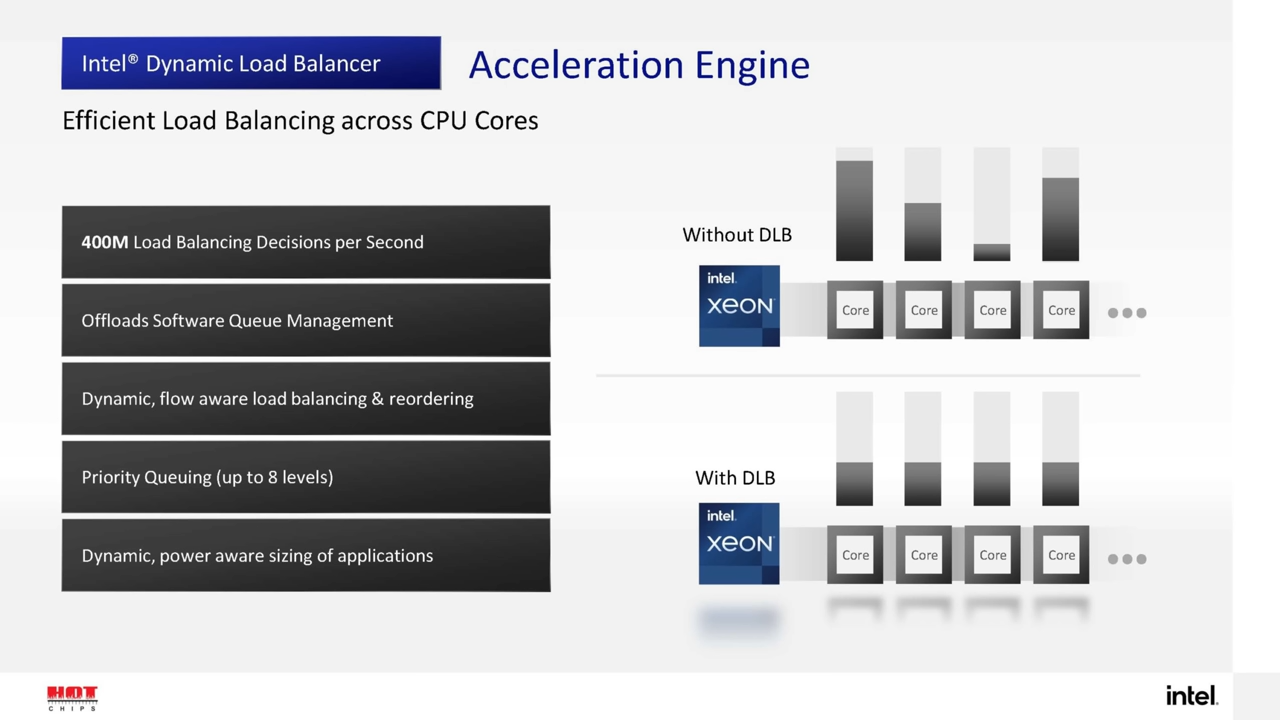 Intel® Dynamic Load Balancer
Acceleration Engine
Efficient Load Balancing across CPU Cores
400M Load Balancing Decisions per Second
Offloads Software Queue Management
Dynamic, flow aware load balancing & reordering
Priority Queuing (up to 8 levels)
Dynamic, power aware sizing of applications
Without DLB
intel.
xeon
Core
Core
Core
Core
With DLB
intel.
xeon
Core
Core
Core
Core
HOT
CHIPS
intel.